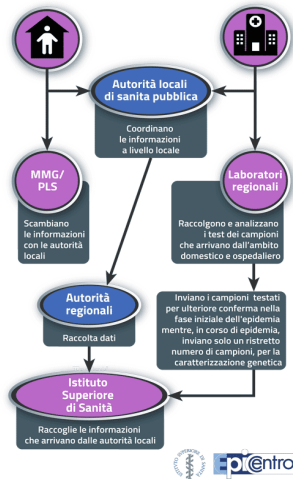 Autorità locali
di sanita pubblica
Coordinano
le informazioni
a livello locale
MMG/
PLS
Scambiano
le informazioni
con le autorità
locali
Laboratori
regionali
Raccolgono e analizzano
i test dei campioni
che arrivano dall'ambito
domestico e ospedaliero
Inviano i campioni testati
per ulteriore conferma nella
fase iniziale dell'epidemia
mentre, in corso di epidemia,
inviano solo un ristretto
numero di campioni, per la
caratterizzazione genetica
Autorità
regionali
Raccolta dati
Istituto
Superiore
di Sanità
Raccoglie le informazioni
che arrivano dalle autorità locali
ISTITUTO SUPERIORE DI SANITÀ
EpiCentro